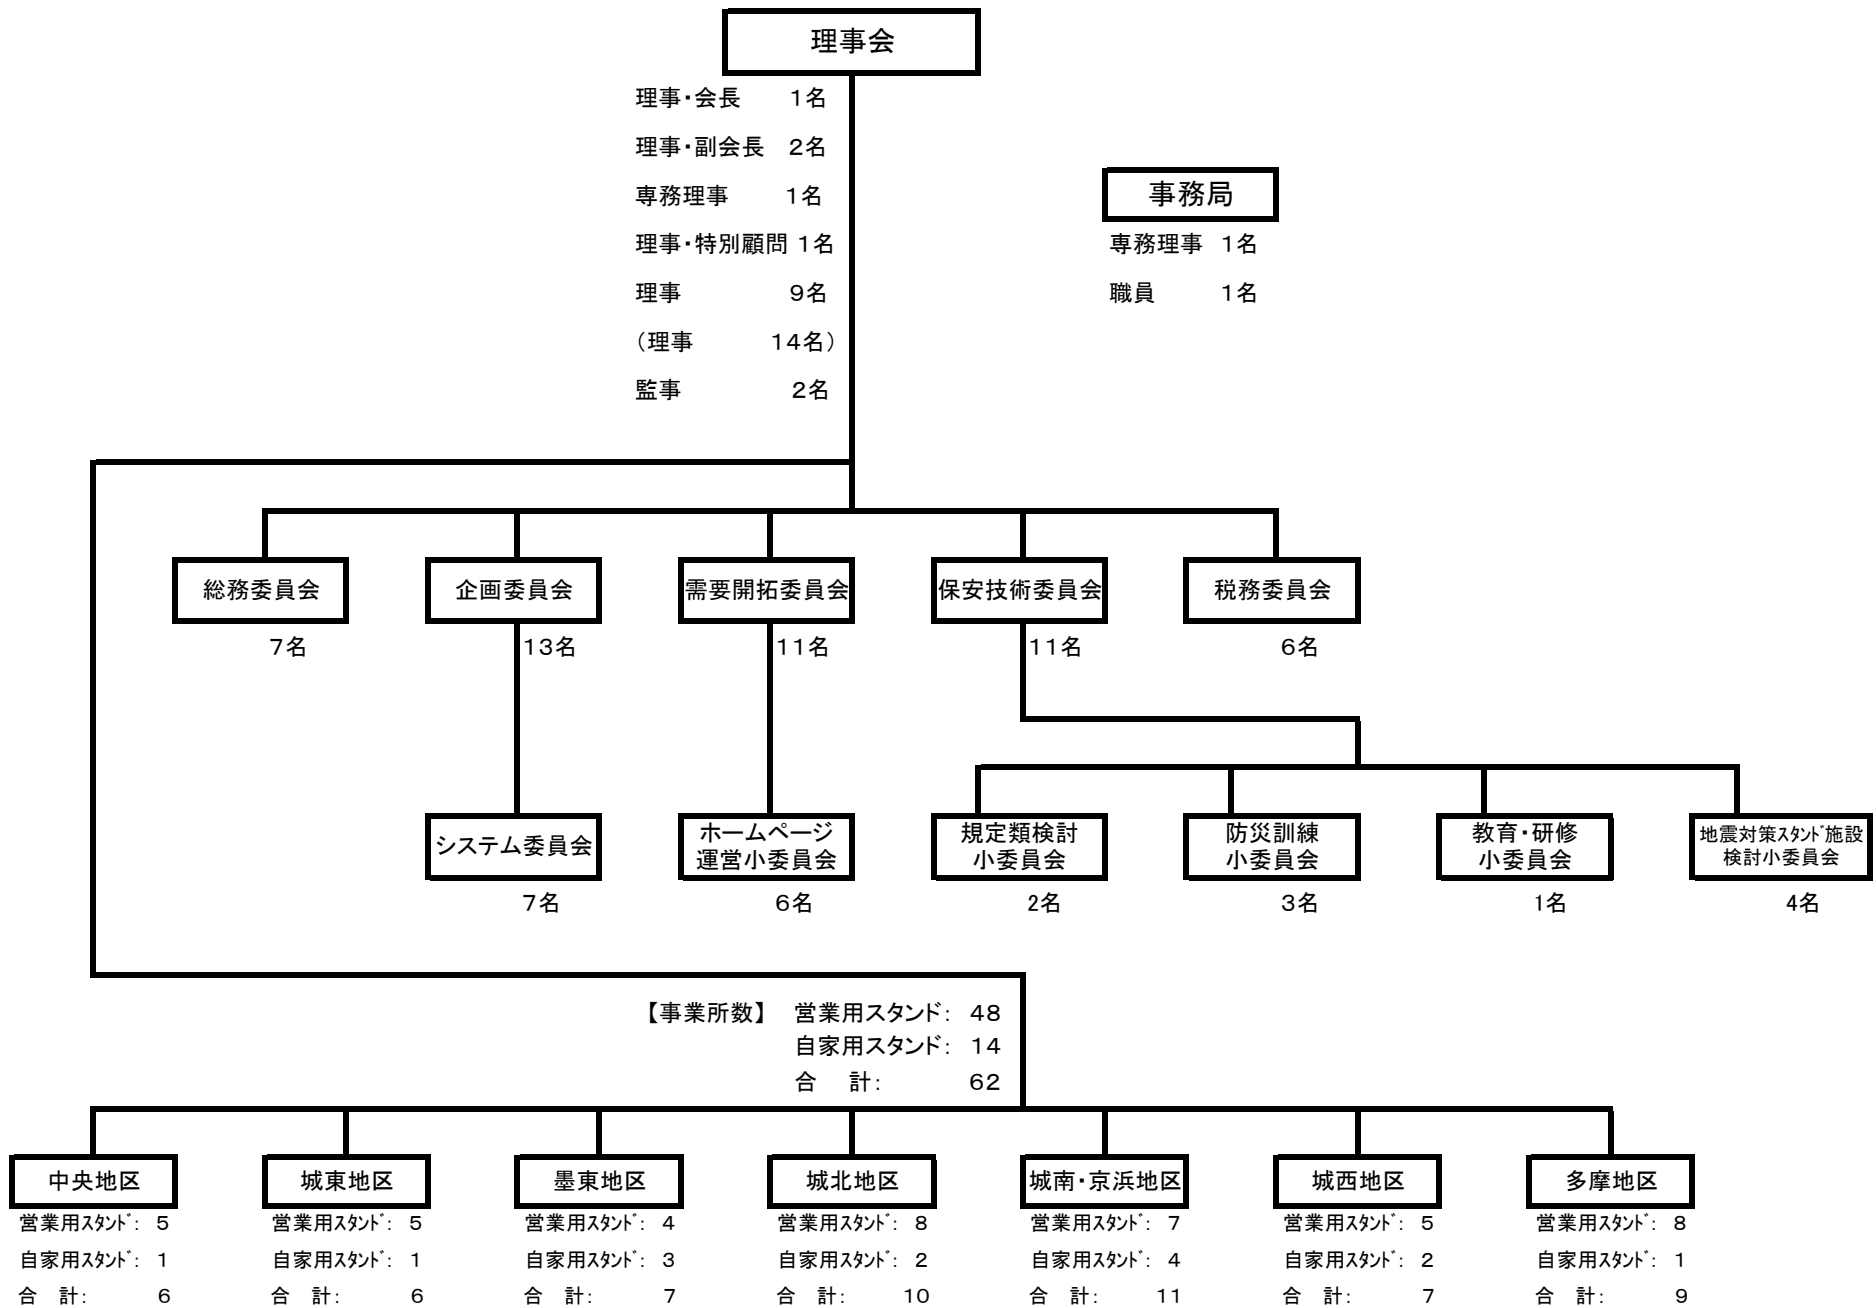 理事会
理事・会長　　１名
理事・副会長　２名
専務理事　　１名
理事・特別顧問 １名
理事　　　　９名
（理事　　　１４名）
監事　　　　２名
事務局
専務理事　１名
職員　　　１名
総務委員会
７名
企画委員会
１３名
需要開拓委員会
１１名
保安技術委員会
１１名
税務委員会
６名
システム委員会
７名
ホームページ
運営小委員会
６名
規定類検討
小委員会
２名
防災訓練
小委員会
３名
教育・研修
小委員会
１名
地震対策ｽﾀﾝﾄﾞ施設
検討小委員会
４名
【事業所数】　営業用スタンド：　４８
自家用スタンド：　１４
合　計：　６２
中央地区
営業用ｽﾀﾝﾄﾞ：　５
自家用ｽﾀﾝﾄﾞ：　１
合　計：　６
城東地区
営業用ｽﾀﾝﾄﾞ：　５
自家用ｽﾀﾝﾄﾞ：　１
合　計：　６
墨東地区
営業用ｽﾀﾝﾄﾞ：　４
自家用ｽﾀﾝﾄﾞ：　３
合　計：　７
城北地区
営業用ｽﾀﾝﾄﾞ：　８
自家用ｽﾀﾝﾄﾞ：　２
合　計：　１０
城南・京浜地区
営業用ｽﾀﾝﾄﾞ：　７
自家用ｽﾀﾝﾄﾞ：　４
合　計：　１１
城西地区
営業用ｽﾀﾝﾄﾞ：　５
自家用ｽﾀﾝﾄﾞ：　２
合　計：　７
多摩地区
営業用ｽﾀﾝﾄﾞ：　８
自家用ｽﾀﾝﾄﾞ：　１
合　計：　９